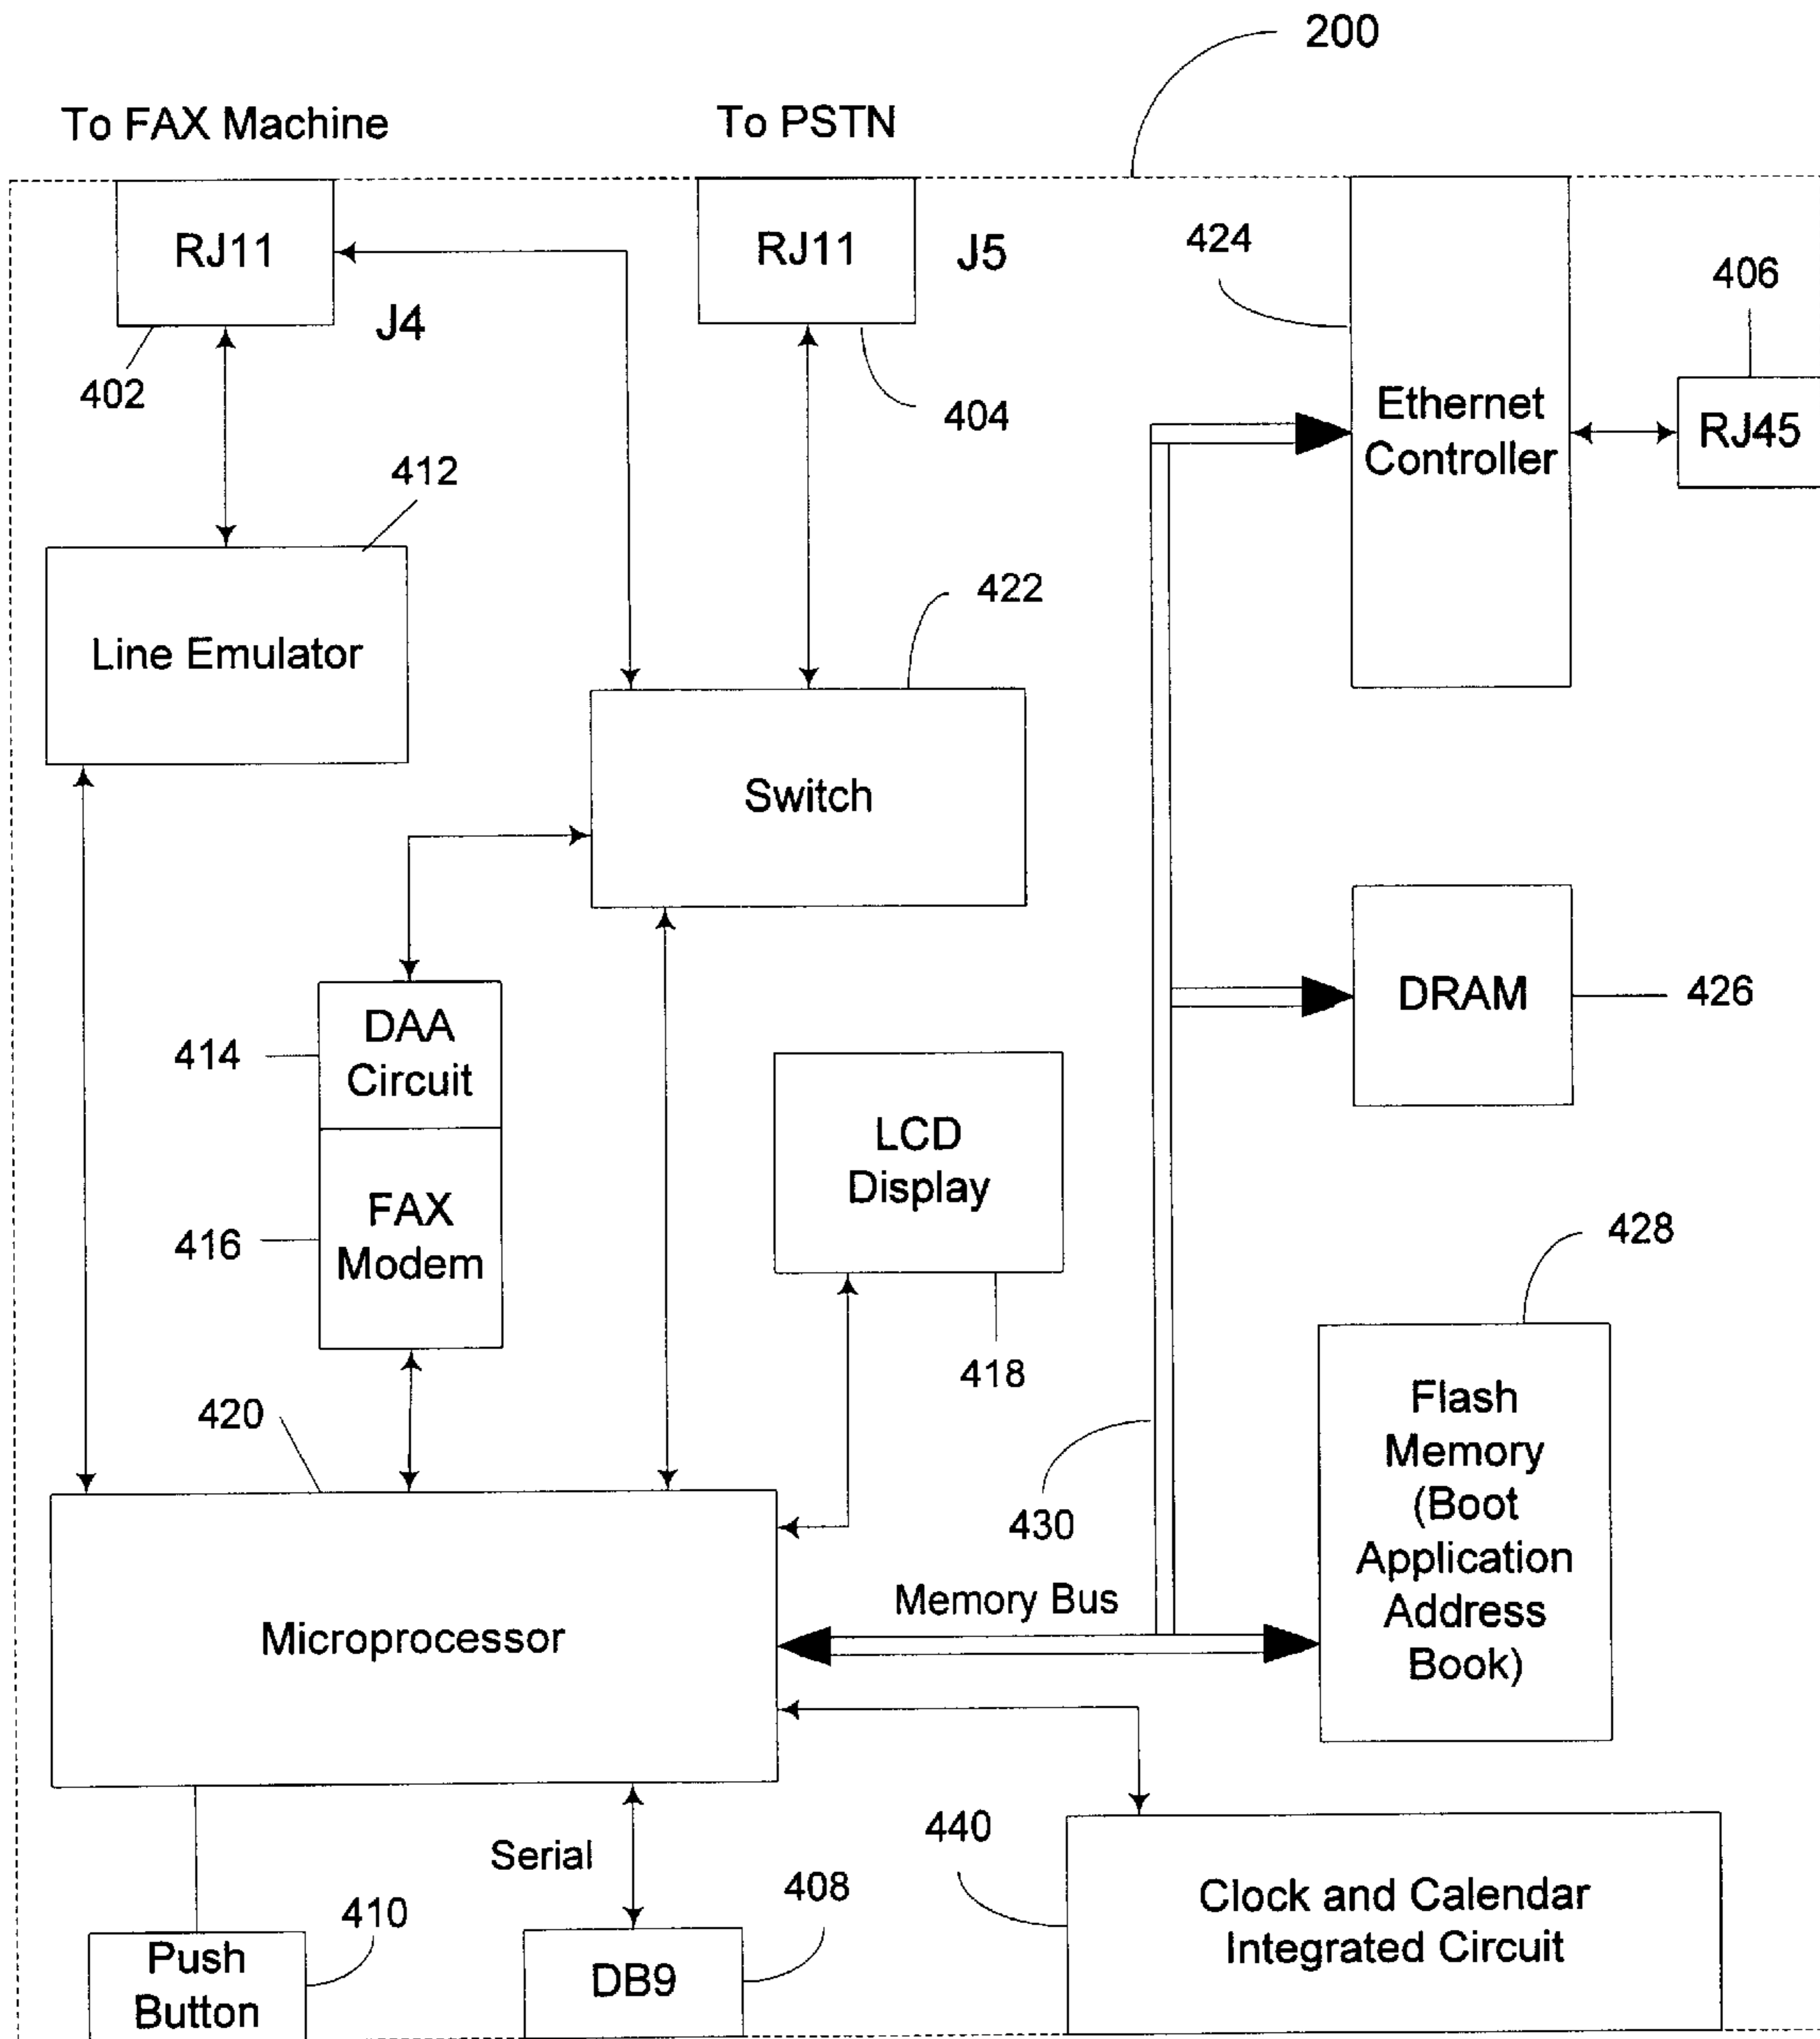 200
To FAX Machine
To PSTN
RJ11
J4
402
RJ11
J5
404
424
406
Ethernet
Controller
RJ45
412
Line Emulator
422
Switch
DRAM
426
414
DAA
Circuit
416
FAX
Modem
LCD
Display
418
428
Flash
Memory
(Boot
Application
Address
Book)
420
430
Memory Bus
Microprocessor
Serial
440
Clock and Calendar
Integrated Circuit
410
Push
Button
408
DB9